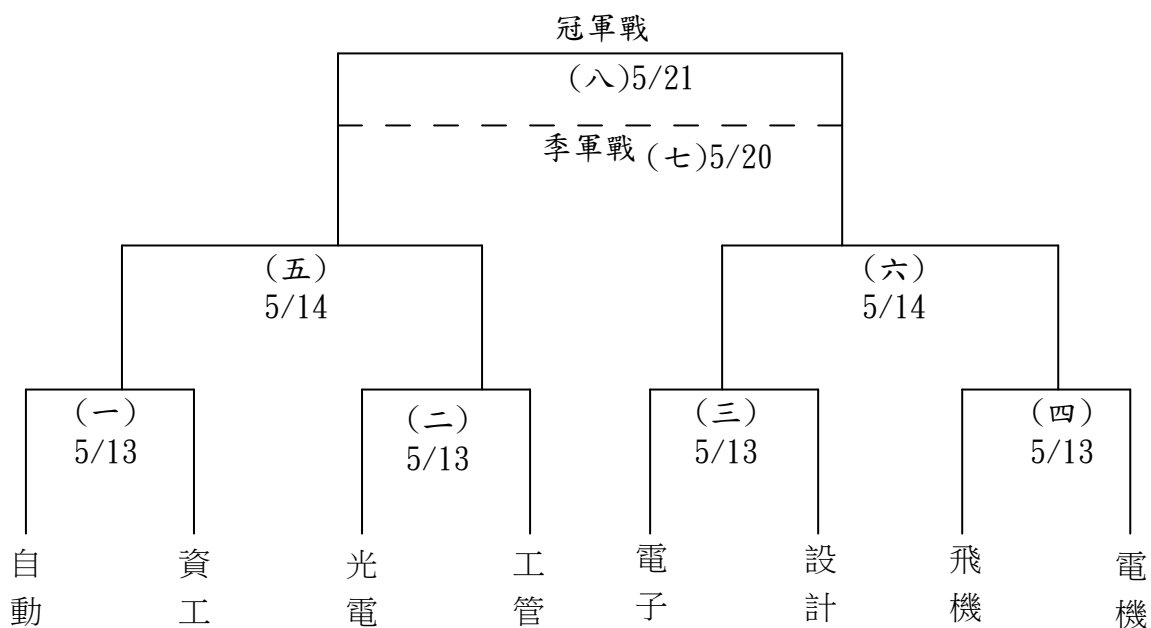 冠軍戰
(八)5/21
季軍戰 (七)5/20
(五)
5/14
(六)
5/14
(一)
5/13
(二)
5/13
(三)
5/13
(四)
5/13
自動
資工
光電
工管
電子
設計
飛機
電機